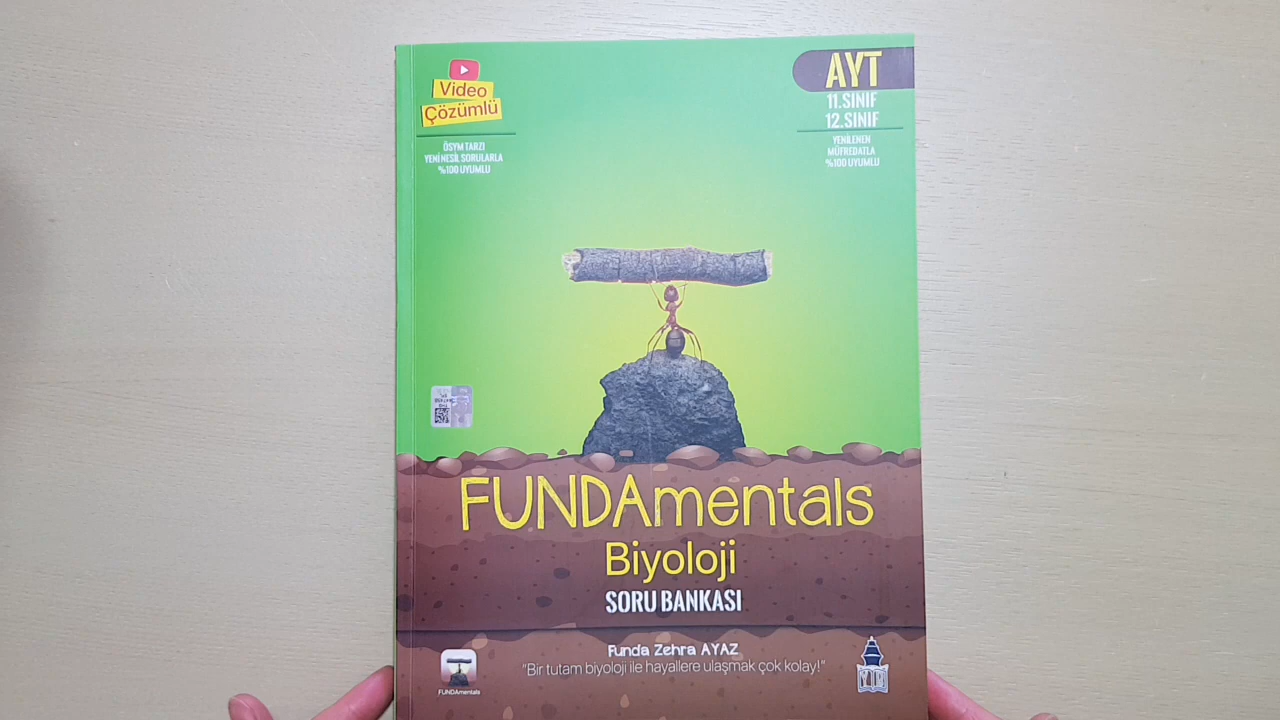 Video
Çözümlü
ÖSYM TARZI
YENİ NESİL SORULARLA
%100 UYUMLU
AYT
11.SINIF
12.SINIF
YENİLENEN
MÜFREDATLA
%100 UYUMLU
FUNDAmentals
Biyoloji
SORU BANKASI
Funda Zehra AYAZ
"Bir tutam biyoloji ile hayallere ulaşmak çok kolay!"
FUNDAmentals